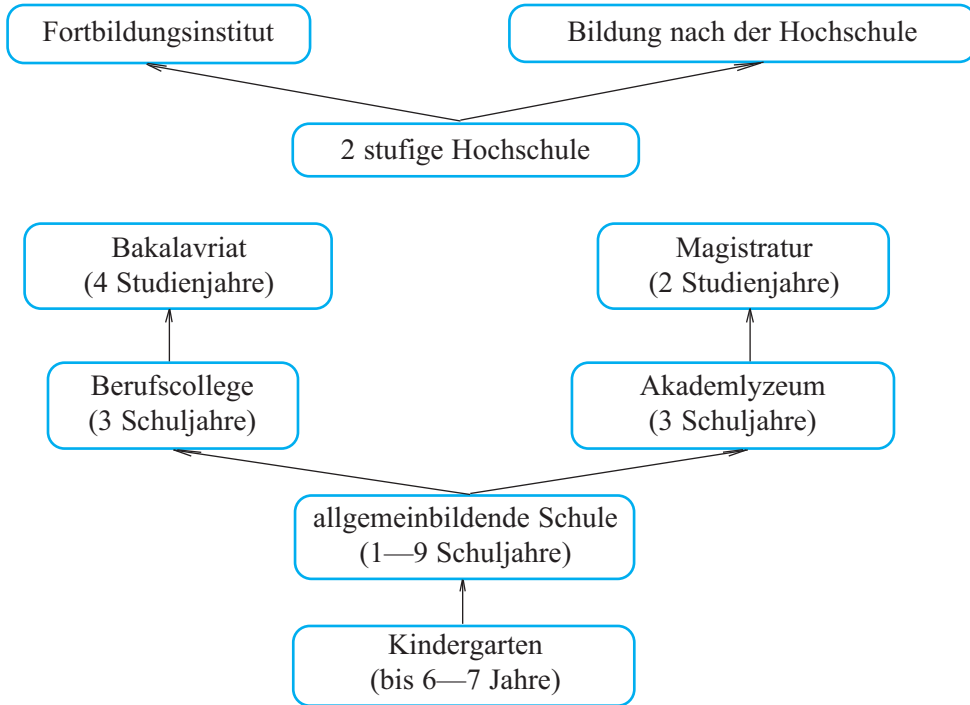 Fortbildungsinstitut
Bildung nach der Hochschule
2 stufige Hochschule
Bakalavriat
(4 Studienjahre)
Magistratur
(2 Studienjahre)
Berufscollege
(3 Schuljahre)
Akademlyzeum
(3 Schuljahre)
allgemeinbildende Schule
(1—9 Schuljahre)
Kindergarten
(bis 6—7 Jahre)